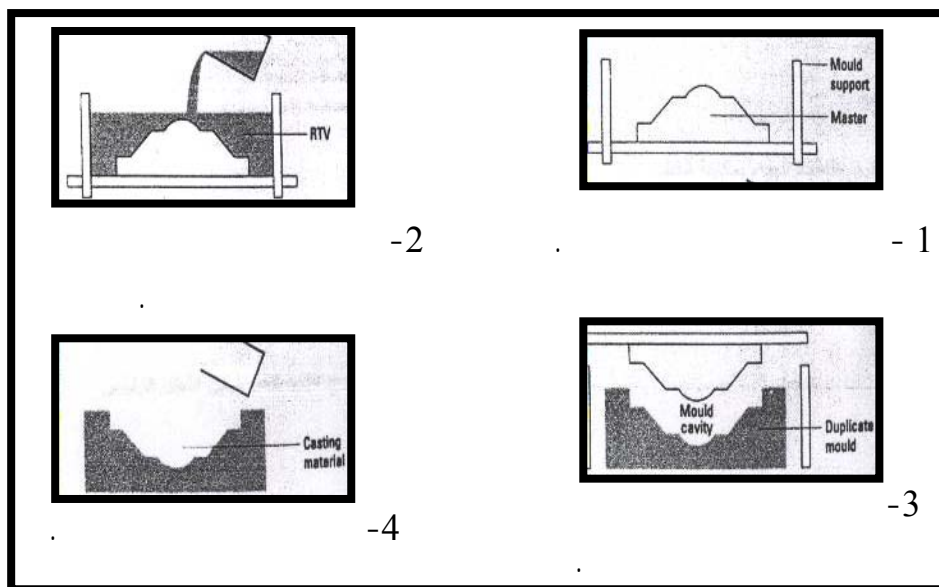 Mould
support
Master
- 1
.
RTV
-2
.
Mould
cavity
Duplicate
mould
-3
.
Casting
material
-4
.